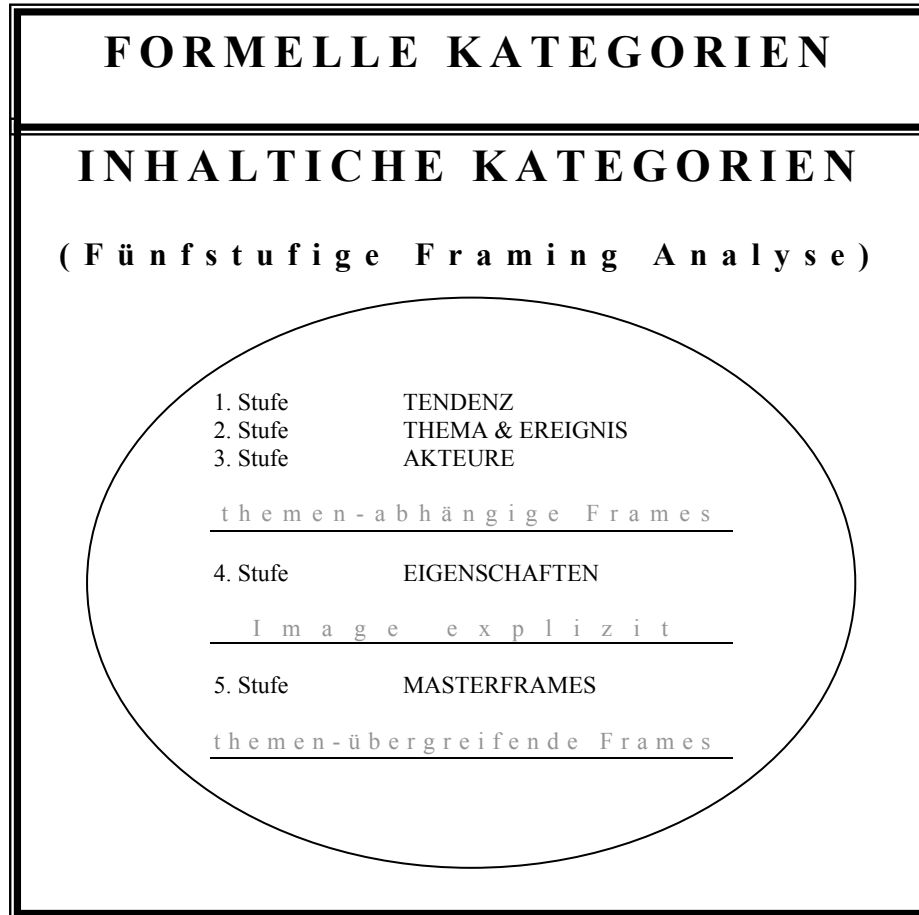 FORMELLE KATEGORIEN
INHALTICHE KATEGORIEN
(Fünfstufige Framing Analyse)
1. Stufe TENDENZ
2. Stufe THEMA & EREIGNIS
3. Stufe AKTEURE
themen-abhängige Frames
4. Stufe EIGENSCHAFTEN
Image explizit
5. Stufe MASTERFRAMES
themen-übergreifende Frames